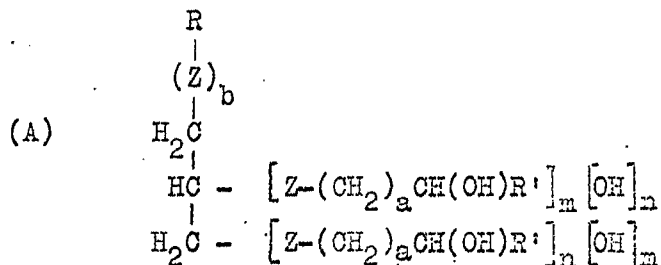 R
(Z)b
(A) H2C
HC - [Z-(CH2)aCH(OH)R']m [OH]n
H2C - [Z-(CH2)aCH(OH)R']n [OH]m